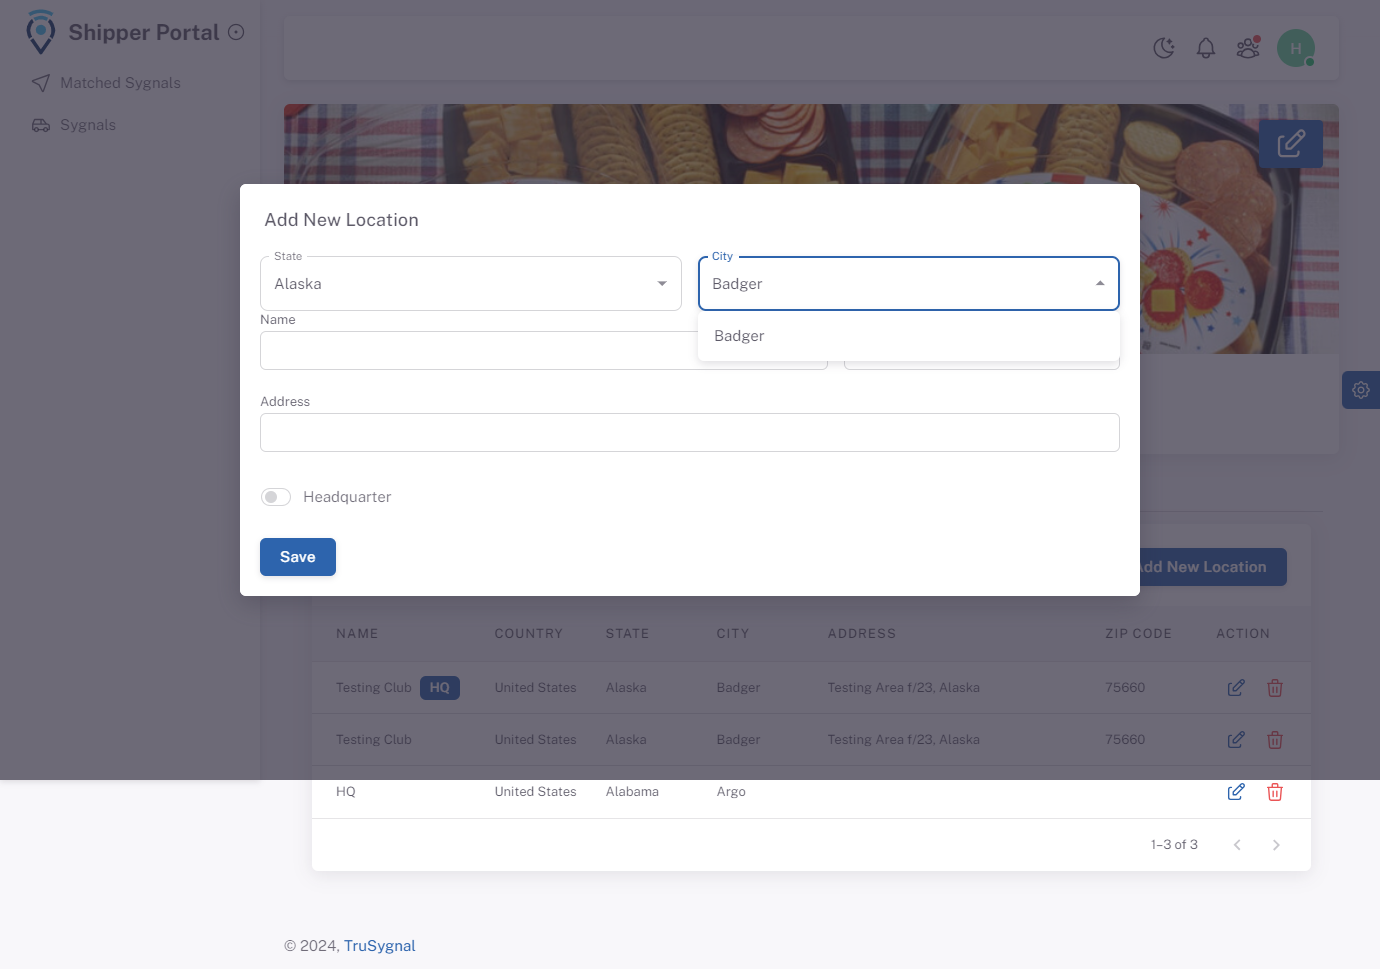 Shipper Portal
Matched Sygnals
Sygnals
H
Add New Location
State
Alaska
City
Badger
Badger
Name
Address
Headquarter
Save
Add New Location
NAME COUNTRY STATE CITY ADDRESS ZIP CODE ACTION
Testing Club HQ United States Alaska Badger Testing Area f/23, Alaska 75660
Testing Club United States Alaska Badger Testing Area f/23, Alaska 75660
HQ United States Alabama Argo
1–3 of 3
© 2024, TruSygnal